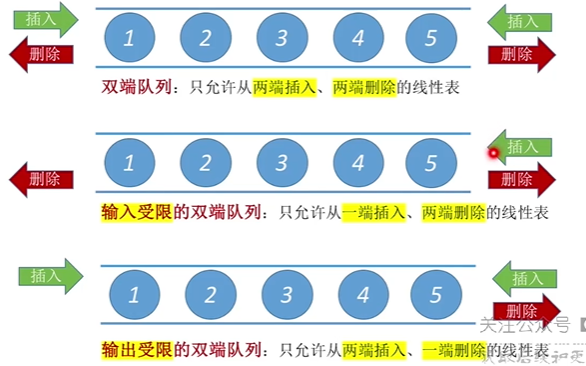 插入 1 2 3 4 5 插入
删除 删除
双端队列：只允许从两端插入、两端删除的线性表
1 2 3 4 5 插入
删除 删除
输入受限的双端队列：只允许从一端插入、两端删除的线性表
插入 1 2 3 4 5 插入
删除
关注公众号【
输出受限的双端队列：只允许从两端插入、一端删除的线性表